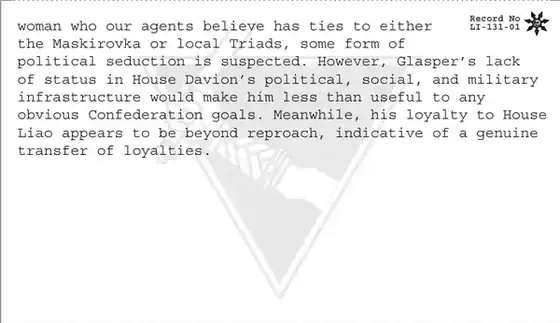 Record No
LI-131-01
woman who our agents believe has ties to either
the Maskirovka or local Triads, some form of
political seduction is suspected. However, Glasper’s lack
of status in House Davion’s political, social, and military
infrastructure would make him less than useful to any
obvious Confederation goals. Meanwhile, his loyalty to House
Liao appears to be beyond reproach, indicative of a genuine
transfer of loyalties.